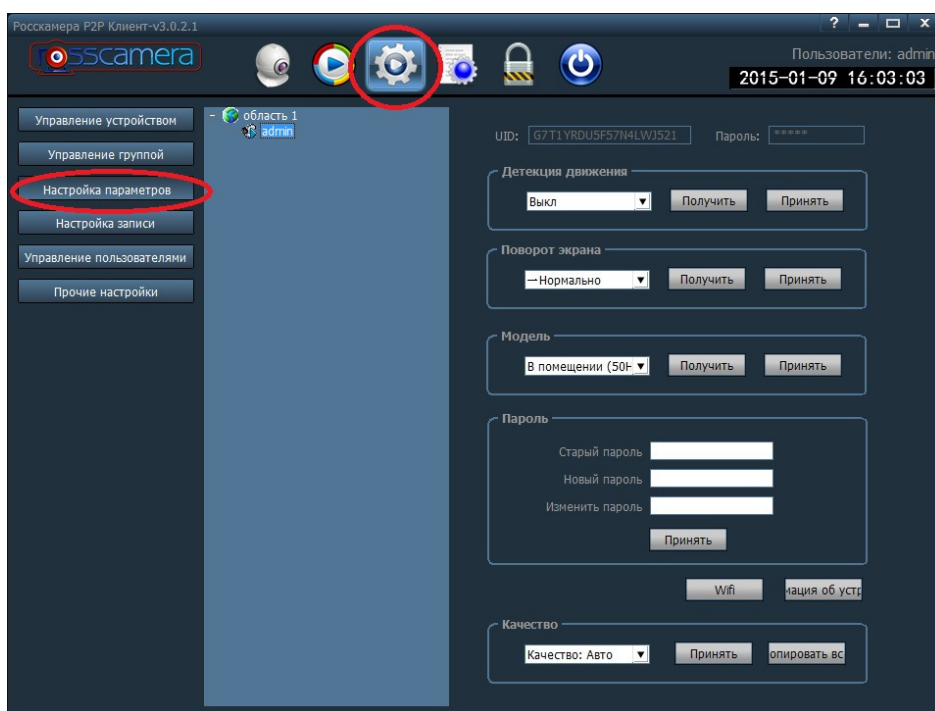 Росскамера P2P Клиент-v3.0.2.1
rosscamera
Пользователи: admin
2015-01-09 16:03:03
Управление устройством
Управление группой
Настройка параметров
Настройка записи
Управление пользователями
Прочие настройки
область 1
admin
UID: G7T1YRDU5F57N4LWJ521 Пароль: *****
Детекция движения
Выкл Получить Принять
Поворот экрана
Нормально Получить Принять
Модель
В помещении (50H Получить Принять
Пароль
Старый пароль
Новый пароль
Изменить пароль
Принять
Wifi мация об устр
Качество
Качество: Авто Принять опировать вс